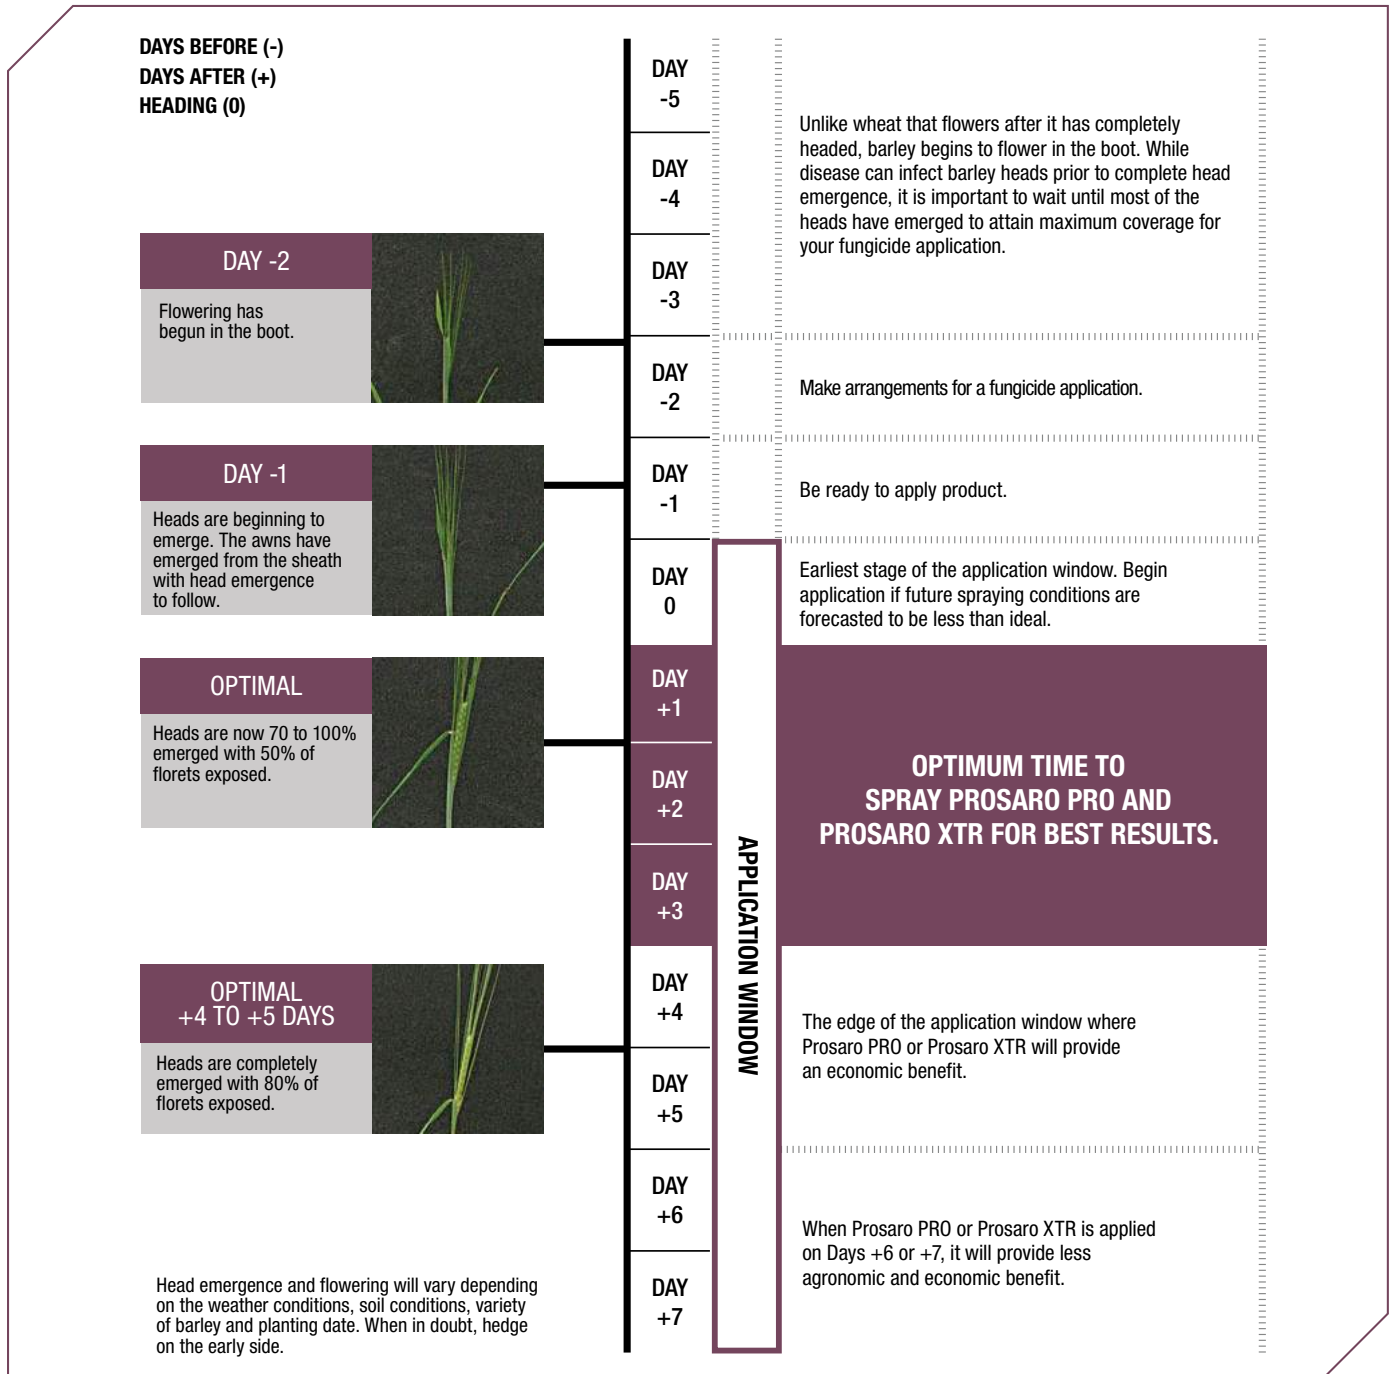 DAYS BEFORE (-)
DAYS AFTER (+)
HEADING (0)
DAY -2
Flowering has
begun in the boot.
DAY -1
Heads are beginning to
emerge. The awns have
emerged from the sheath
with head emergence
to follow.
OPTIMAL
Heads are now 70 to 100%
emerged with 50% of
florets exposed.
OPTIMAL
+4 TO +5 DAYS
Heads are completely
emerged with 80% of
florets exposed.
Head emergence and flowering will vary depending
on the weather conditions, soil conditions, variety
of barley and planting date. When in doubt, hedge
on the early side.
DAY
-5
DAY
-4
DAY
-3
DAY
-2
DAY
-1
DAY
0
DAY
+1
DAY
+2
DAY
+3
DAY
+4
DAY
+5
DAY
+6
DAY
+7
APPLICATION WINDOW
Unlike wheat that flowers after it has completely
headed, barley begins to flower in the boot. While
disease can infect barley heads prior to complete head
emergence, it is important to wait until most of the
heads have emerged to attain maximum coverage for
your fungicide application.
Make arrangements for a fungicide application.
Be ready to apply product.
Earliest stage of the application window. Begin
application if future spraying conditions are
forecasted to be less than ideal.
OPTIMUM TIME TO
SPRAY PROSARO PRO AND
PROSARO XTR FOR BEST RESULTS.
The edge of the application window where
Prosaro PRO or Prosaro XTR will provide
an economic benefit.
When Prosaro PRO or Prosaro XTR is applied
on Days +6 or +7, it will provide less
agronomic and economic benefit.